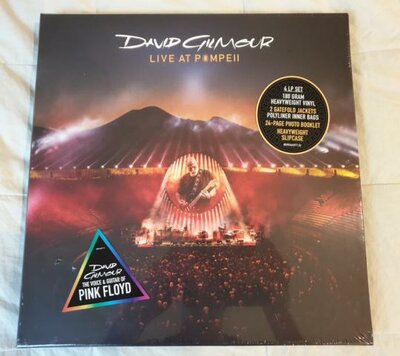 DAVID GILMOUR
LIVE AT POMPEII
4 LP SET
180 GRAM
HEAVYWEIGHT VINYL
2 GATEFOLD JACKETS
POLYLINER INNER BAGS
24-PAGE PHOTO BOOKLET
HEAVYWEIGHT
SLIPCASE
DAVID
GILMOUR
THE VOICE & GUITAR OF
PINK FLOYD